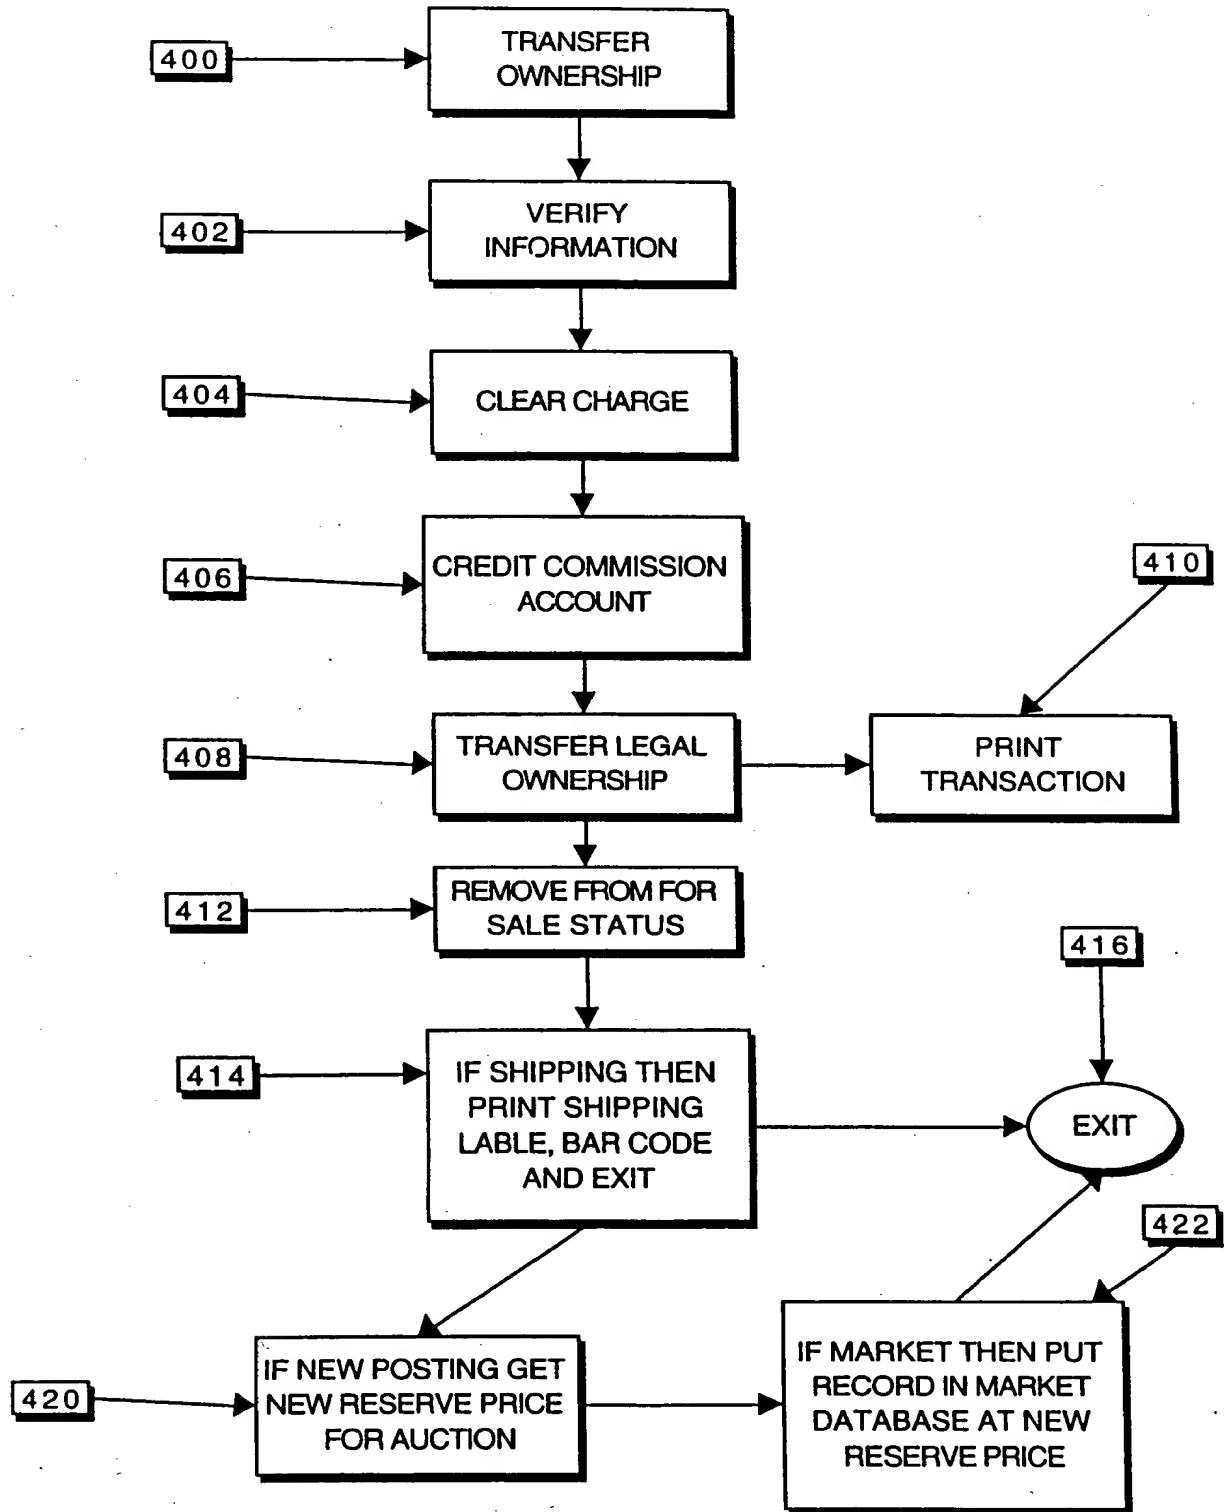 400
TRANSFER
OWNERSHIP
402
VERIFY
INFORMATION
404
CLEAR CHARGE
406
CREDIT COMMISSION
ACCOUNT
410
408
TRANSFER LEGAL
OWNERSHIP
PRINT
TRANSACTION
412
REMOVE FROM FOR
SALE STATUS
416
414
IF SHIPPING THEN
PRINT SHIPPING
LABLE, BAR CODE
AND EXIT
EXIT
422
420
IF NEW POSTING GET
NEW RESERVE PRICE
FOR AUCTION
IF MARKET THEN PUT
RECORD IN MARKET
DATABASE AT NEW
RESERVE PRICE